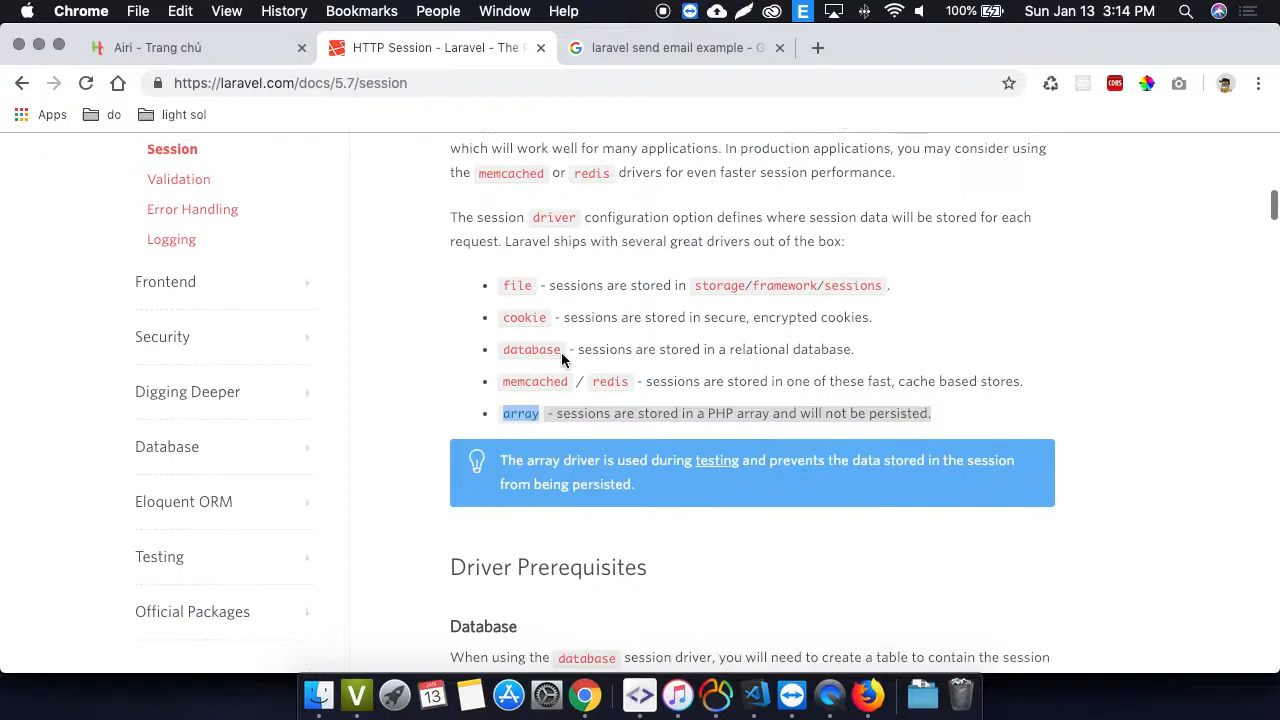 Chrome File Edit View History Bookmarks People Window Help 100% Sun Jan 13 3:14 PM
Airi - Trang chủ
HTTP Session - Laravel - The P
laravel send email example - G
https://laravel.com/docs/5.7/session
Apps do light sol
Session
Validation
Error Handling
Logging
Frontend
Security
Digging Deeper
Database
Eloquent ORM
Testing
Official Packages
which will work well for many applications. In production applications, you may consider using
the memcached or redis drivers for even faster session performance.
The session driver configuration option defines where session data will be stored for each
request. Laravel ships with several great drivers out of the box:
• file - sessions are stored in storage/framework/sessions.
• cookie - sessions are stored in secure, encrypted cookies.
• database - sessions are stored in a relational database.
• memcached / redis - sessions are stored in one of these fast, cache based stores.
• array - sessions are stored in a PHP array and will not be persisted.
The array driver is used during testing and prevents the data stored in the session
from being persisted.
Driver Prerequisites
Database
When using the database session driver, you will need to create a table to contain the session